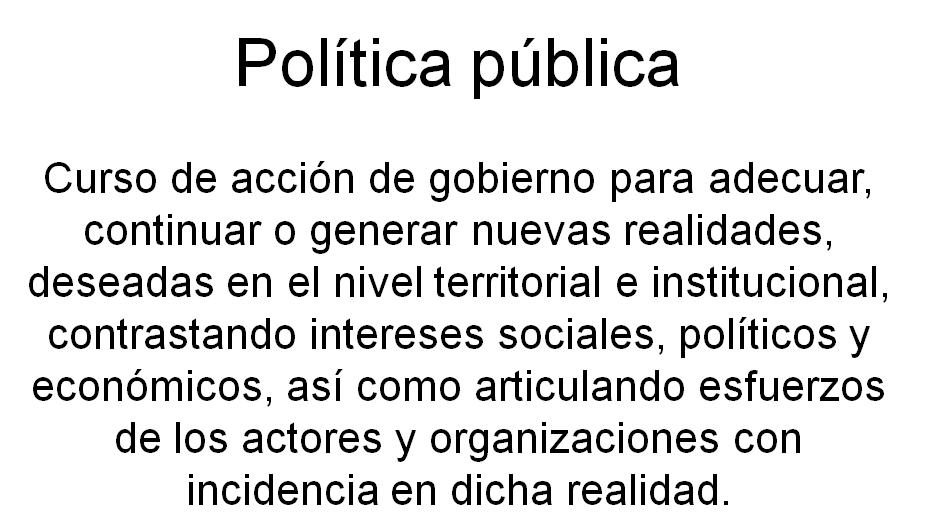 Política pública
Curso de acción de gobierno para adecuar,
continuar o generar nuevas realidades,
deseadas en el nivel territorial e institucional,
contrastando intereses sociales, políticos y
económicos, así como articulando esfuerzos
de los actores y organizaciones con
incidencia en dicha realidad.